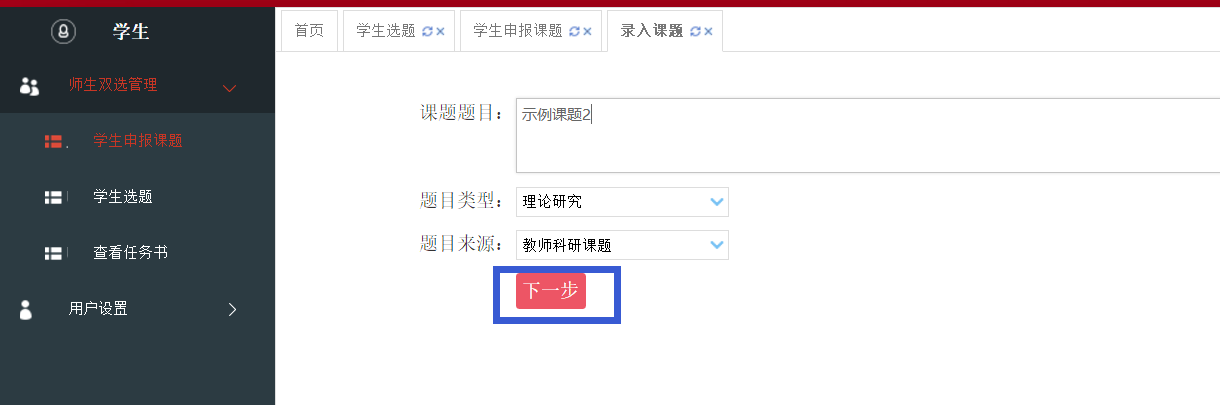 学生
首页
学生选题
学生申报课题
录入课题
师生双选管理
学生申报课题
学生选题
查看任务书
用户设置
课题题目：
示例课题2
题目类型：
理论研究
题目来源：
教师科研课题
下一步